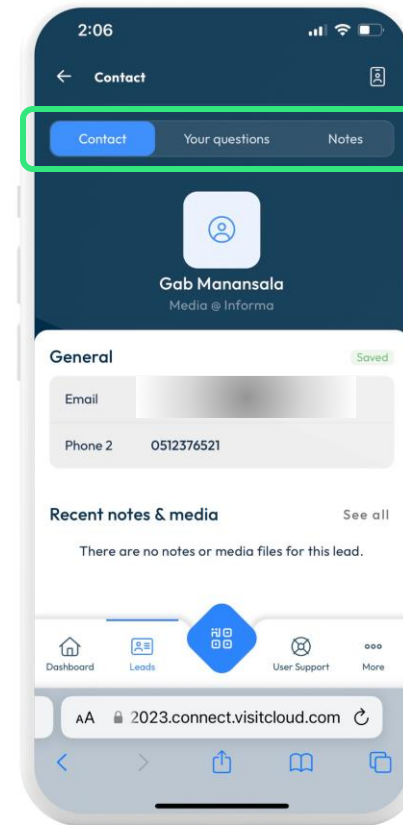 2:06
Contact
Contact Your questions Notes
Gab Manansala
Media @ Informa
General Saved
Email
Phone 2 0512376521
Recent notes & media See all
There are no notes or media files for this lead.
Dashboard Leads User Support More
AA 2023.connect.visitcloud.com